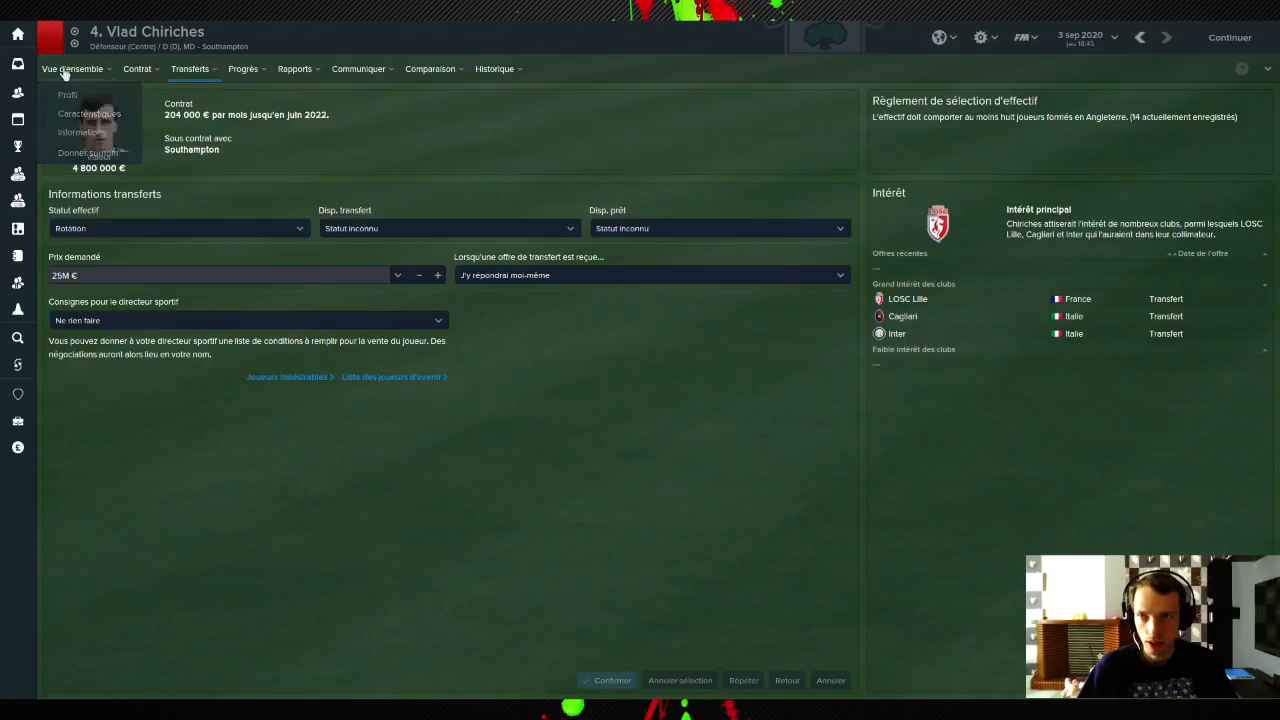 4. Vlad Chiriches
Défenseur (Centre) / D (D), MD - Southampton
FM
3 sep 2020
jeu 18:45
Continuer
Vue d'ensemble
Contrat
Transferts
Progrès
Rapports
Communiquer
Comparaison
Historique
?
Profil
Caractéristiques
Information
Donner surnom
Valeur
4 800 000 €
Contrat
204 000 € par mois jusqu'en juin 2022.
Sous contrat avec
Southampton
Règlement de sélection d'effectif
L'effectif doit comporter au moins huit joueurs formés en Angleterre. (14 actuellement enregistrés)
Informations transferts
Statut effectif
Disp. transfert
Disp. prêt
Rotation
Statut inconnu
Statut inconnu
Prix demandé
Lorsqu'une offre de transfert est reçue...
25M €
J'y répondrai moi-même
Consignes pour le directeur sportif
Ne rien faire
Vous pouvez donner à votre directeur sportif une liste de conditions à remplir pour la vente du joueur. Des
négociations auront alors lieu en votre nom.
Joueurs indésirables >
Liste des joueurs d'avenir >
Intérêt
Intérêt principal
Chiriches attiserait l'intérêt de nombreux clubs, parmi lesquels LOSC
Lille, Cagliari et Inter qui l'auraient dans leur collimateur.
Offres récentes
Date de l'offre
---
Grand intérêt des clubs
LOSC Lille France Transfert
Cagliari Italie Transfert
Inter Italie Transfert
Faible intérêt des clubs
---
Confirmer
Annuler sélection
Répéter
Retour
Annuler